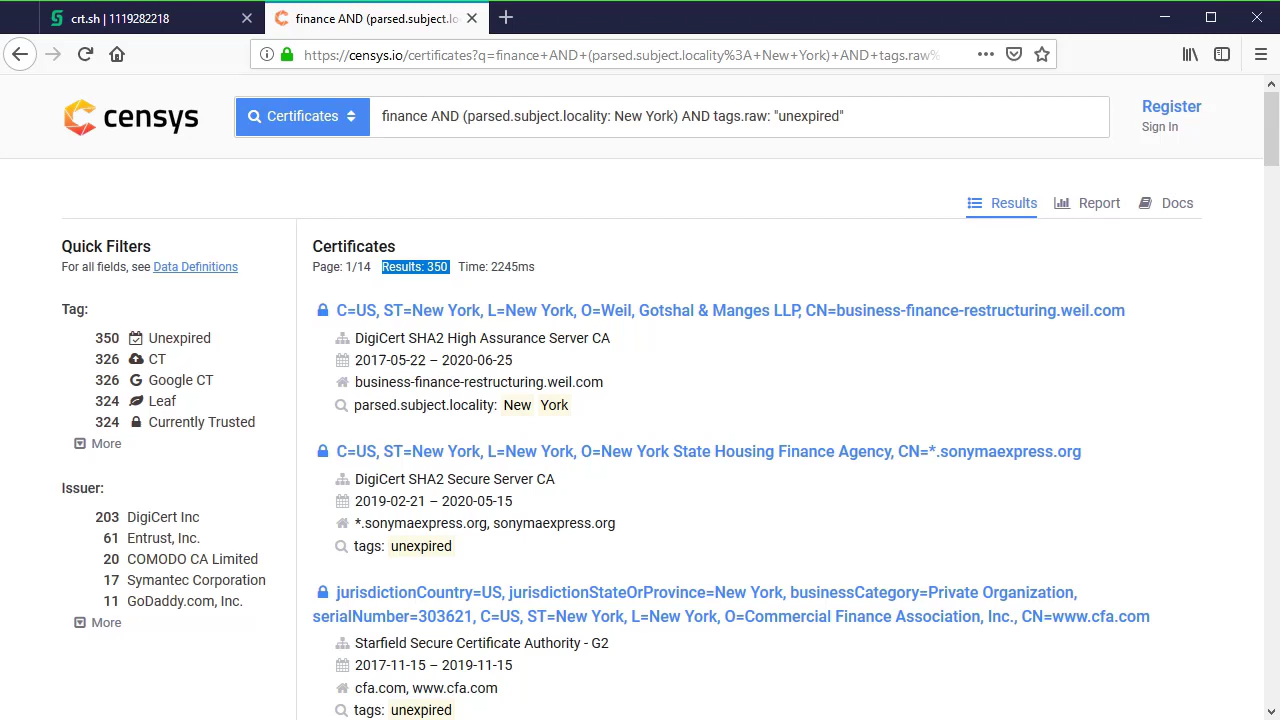 crt.sh | 1119282218
finance AND (parsed.subject.lo
https://censys.io/certificates?q=finance+AND+(parsed.subject.locality%3A+New+York)+AND+tags.raw%
censys
Certificates
finance AND (parsed.subject.locality: New York) AND tags.raw: "unexpired"
Register
Sign In
Results
Report
Docs
Quick Filters
For all fields, see Data Definitions
Tag:
350 Unexpired
326 CT
326 Google CT
324 Leaf
324 Currently Trusted
More
Issuer:
203 DigiCert Inc
61 Entrust, Inc.
20 COMODO CA Limited
17 Symantec Corporation
11 GoDaddy.com, Inc.
More
Certificates
Page: 1/14 Results: 350 Time: 2245ms
C=US, ST=New York, L=New York, O=Weil, Gotshal & Manges LLP, CN=business-finance-restructuring.weil.com
DigiCert SHA2 High Assurance Server CA
2017-05-22 – 2020-06-25
business-finance-restructuring.weil.com
parsed.subject.locality: New York
C=US, ST=New York, L=New York, O=New York State Housing Finance Agency, CN=*.sonymaexpress.org
DigiCert SHA2 Secure Server CA
2019-02-21 – 2020-05-15
*.sonymaexpress.org, sonymaexpress.org
tags: unexpired
jurisdictionCountry=US, jurisdictionStateOrProvince=New York, businessCategory=Private Organization,
serialNumber=303621, C=US, ST=New York, L=New York, O=Commercial Finance Association, Inc., CN=www.cfa.com
Starfield Secure Certificate Authority - G2
2017-11-15 – 2019-11-15
cfa.com, www.cfa.com
tags: unexpired